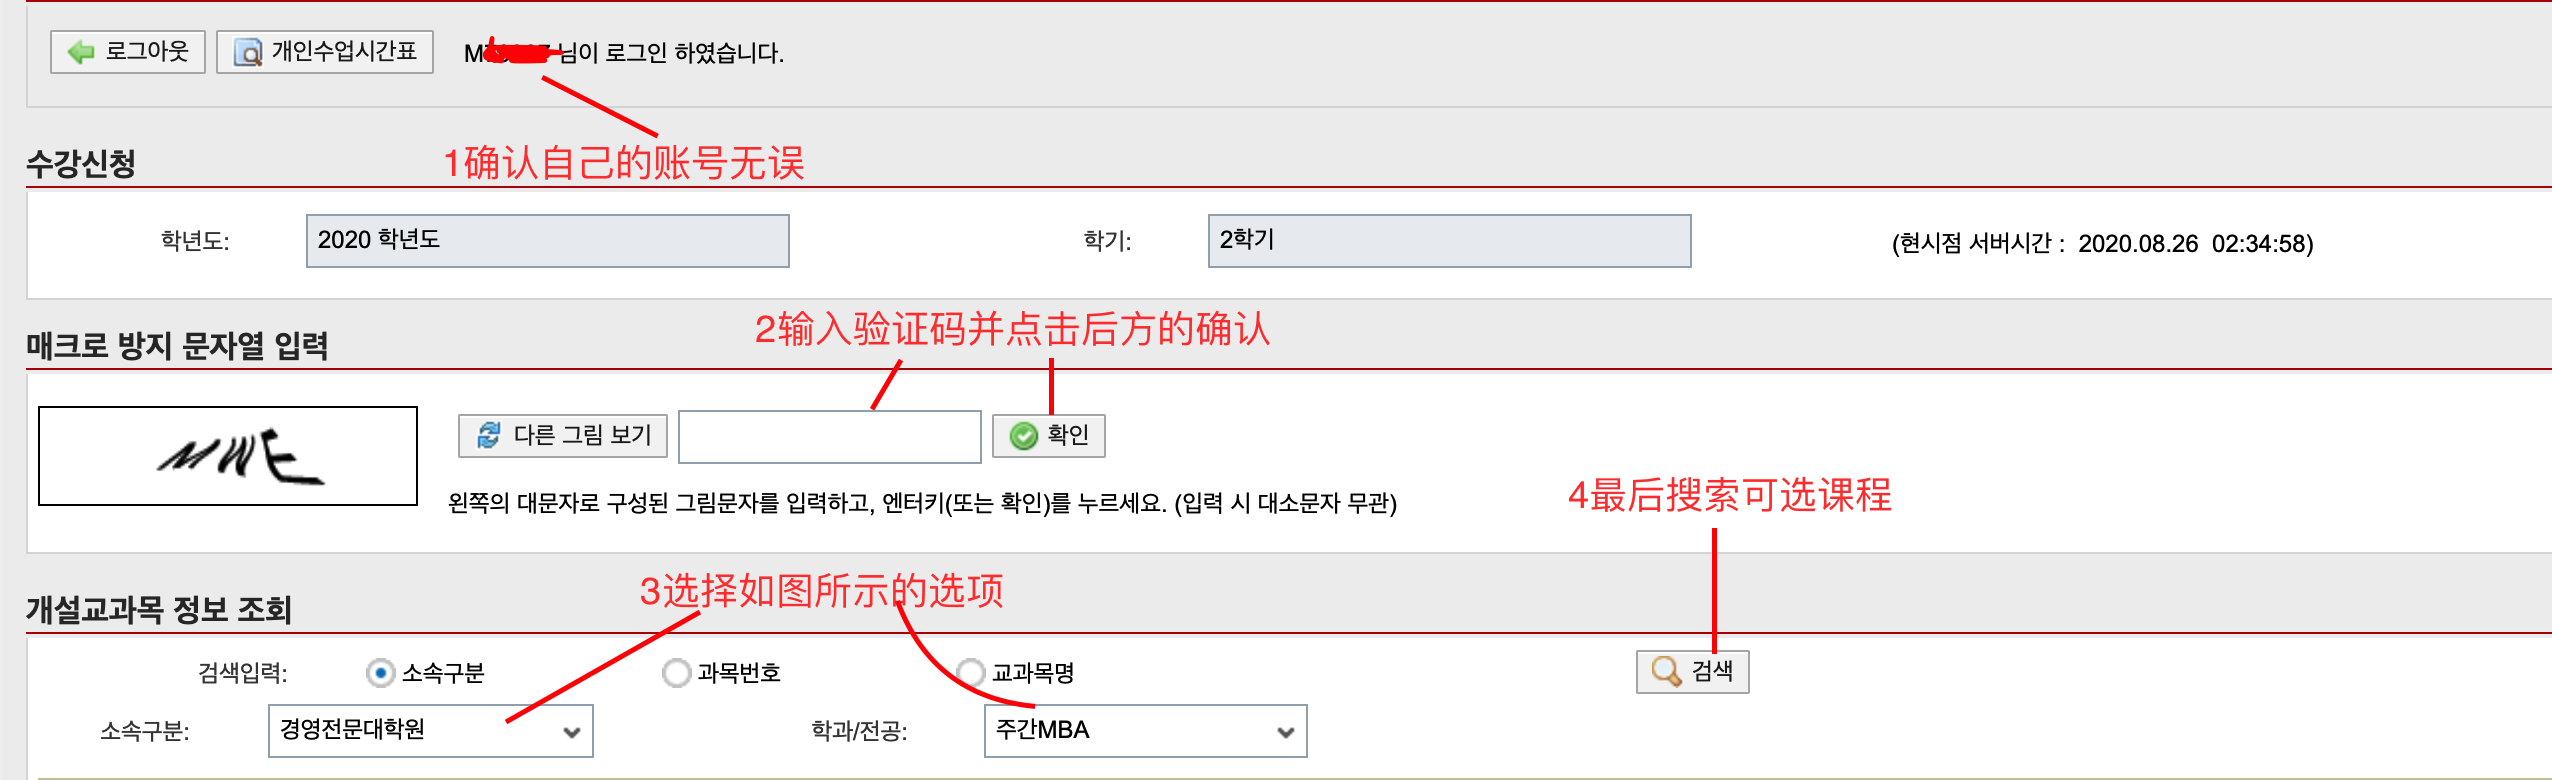 로그아웃 개인수업시간표 님이 로그인 하였습니다.
1确认自己的账号无误
수강신청
학년도: 2020 학년도 학기: 2학기 (현시점 서버시간 : 2020.08.26 02:34:58)
2输入验证码并点击后方的确认
매크로 방지 문자열 입력
MWE 다른 그림 보기 확인
왼쪽의 대문자로 구성된 그림문자를 입력하고, 엔터키(또는 확인)를 누르세요. (입력 시 대소문자 무관)
4最后搜索可选课程
3选择如图所示的选项
개설교과목 정보 조회
검색입력: 소속구분 과목번호 교과목명 검색
소속구분: 경영전문대학원 학과/전공: 주간MBA